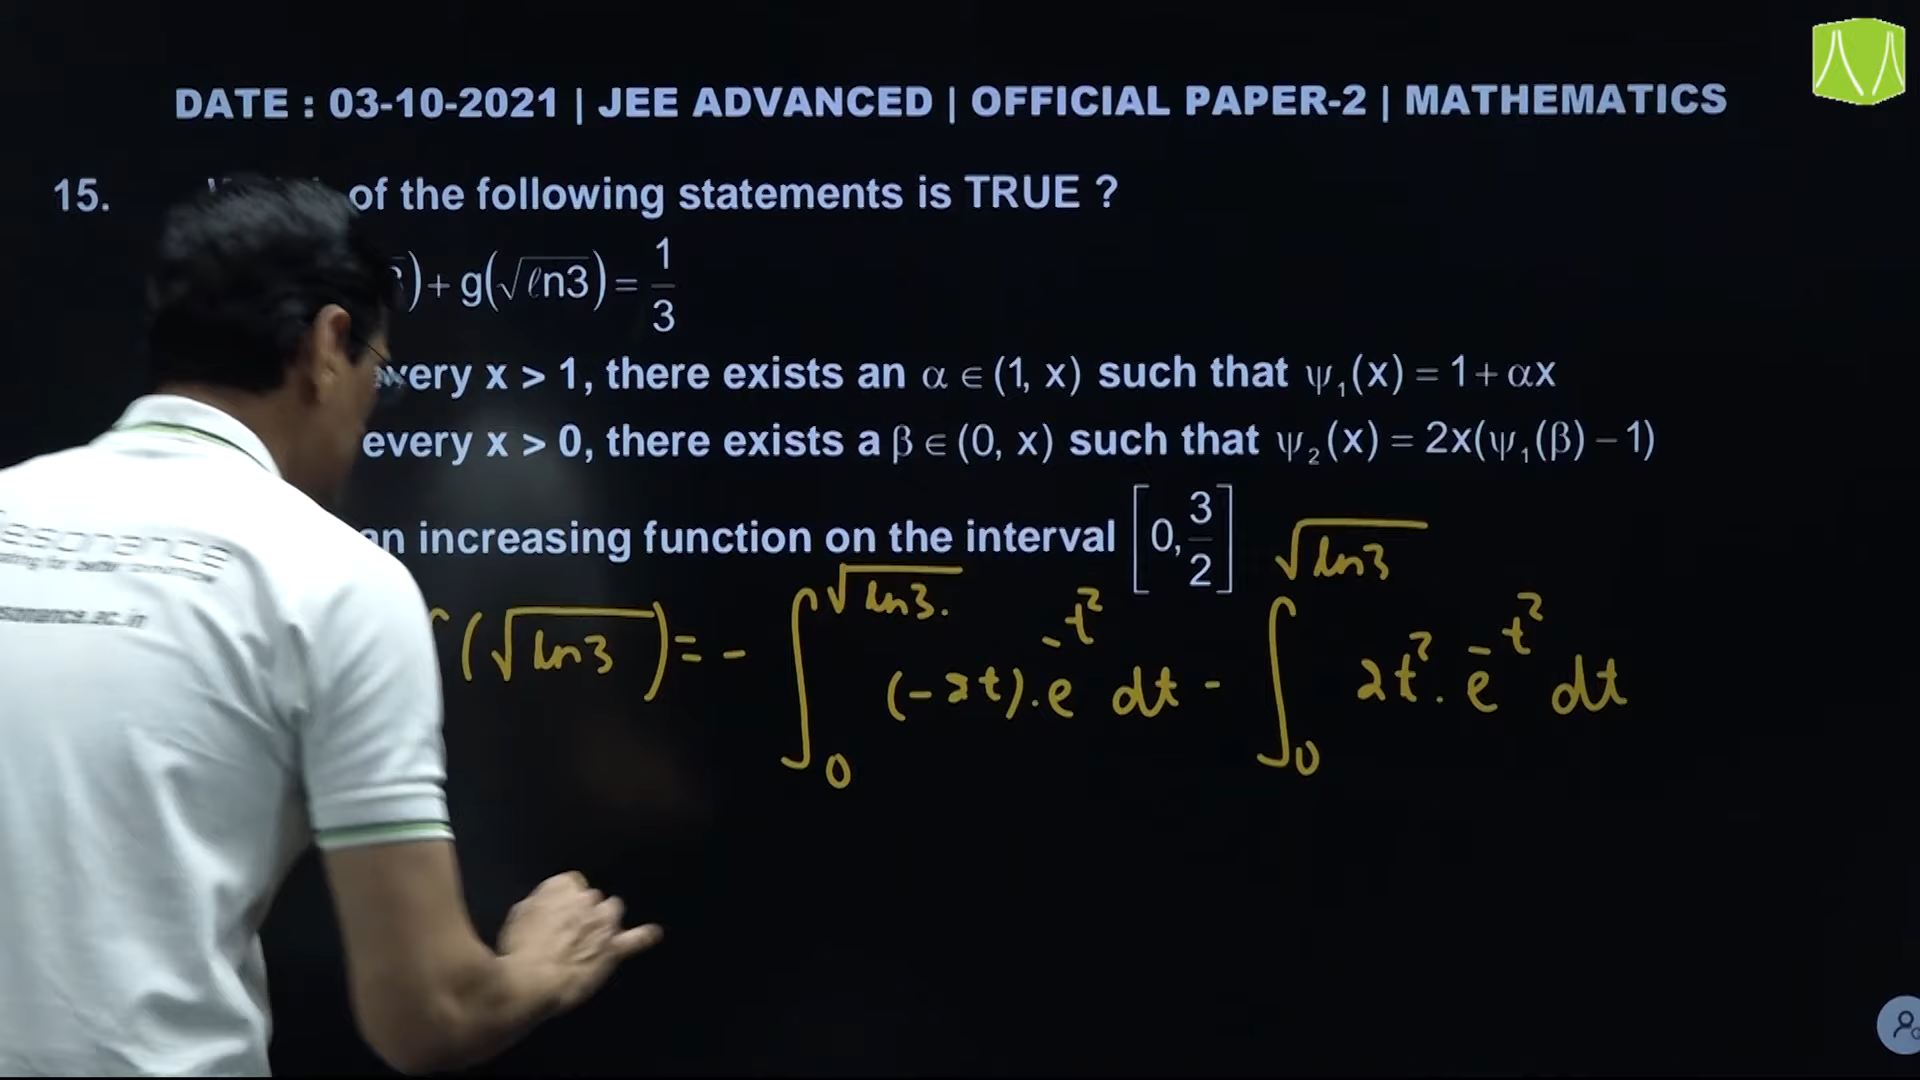 DATE : 03-10-2021 | JEE ADVANCED | OFFICIAL PAPER-2 | MATHEMATICS
15. of the following statements is TRUE ?
) + g(√ℓn3) = 1/3
every x > 1, there exists an α ∈ (1, x) such that ψ₁(x) = 1 + αx
every x > 0, there exists a β ∈ (0, x) such that ψ₂(x) = 2x(ψ₁(β) – 1)
an increasing function on the interval [0, 3/2]
(√ln3) = - ∫₀^√ln3. (-2t).e^-t² dt - ∫₀^√ln3 2t².e^-t² dt